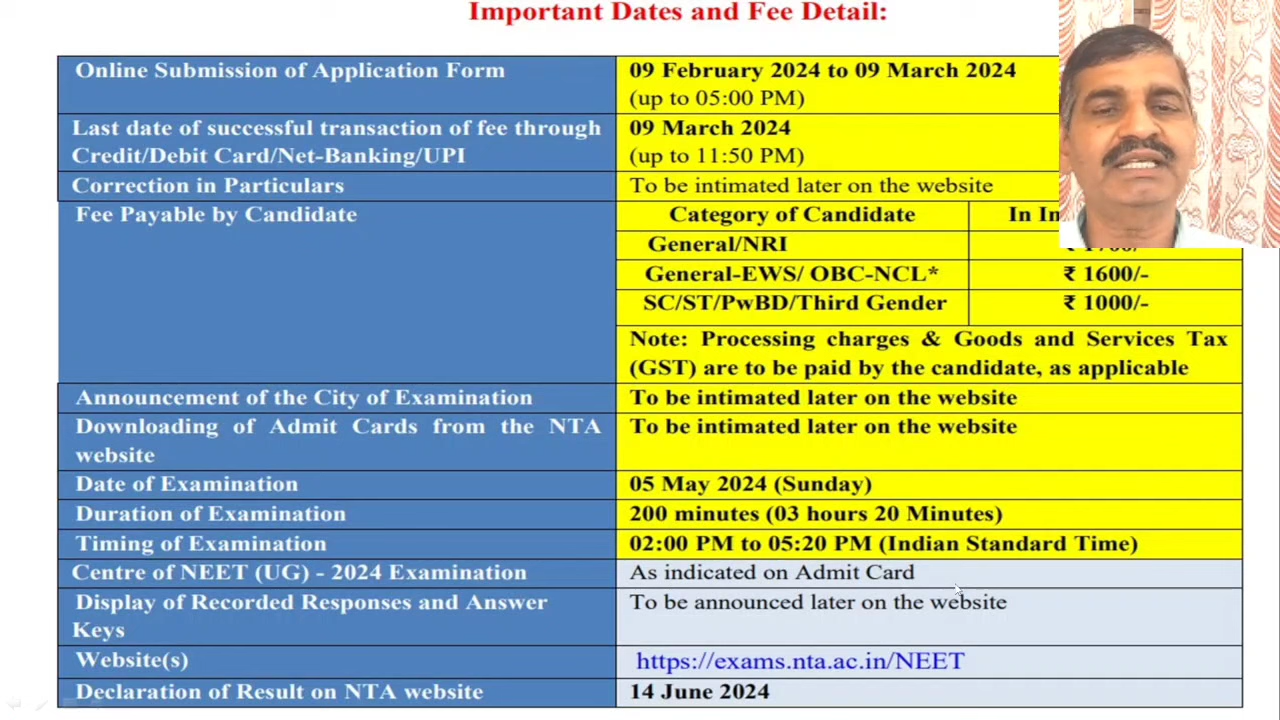 Important Dates and Fee Detail:
Online Submission of Application Form
09 February 2024 to 09 March 2024
(up to 05:00 PM)
Last date of successful transaction of fee through
Credit/Debit Card/Net-Banking/UPI
09 March 2024
(up to 11:50 PM)
Correction in Particulars
To be intimated later on the website
Fee Payable by Candidate
Category of Candidate
In
General/NRI
General-EWS/ OBC-NCL*
₹ 1600/-
SC/ST/PwBD/Third Gender
₹ 1000/-
Note: Processing charges & Goods and Services Tax
(GST) are to be paid by the candidate, as applicable
Announcement of the City of Examination
To be intimated later on the website
Downloading of Admit Cards from the NTA
website
To be intimated later on the website
Date of Examination
05 May 2024 (Sunday)
Duration of Examination
200 minutes (03 hours 20 Minutes)
Timing of Examination
02:00 PM to 05:20 PM (Indian Standard Time)
Centre of NEET (UG) - 2024 Examination
As indicated on Admit Card
Display of Recorded Responses and Answer
Keys
To be announced later on the website
Website(s)
https://exams.nta.ac.in/NEET
Declaration of Result on NTA website
14 June 2024